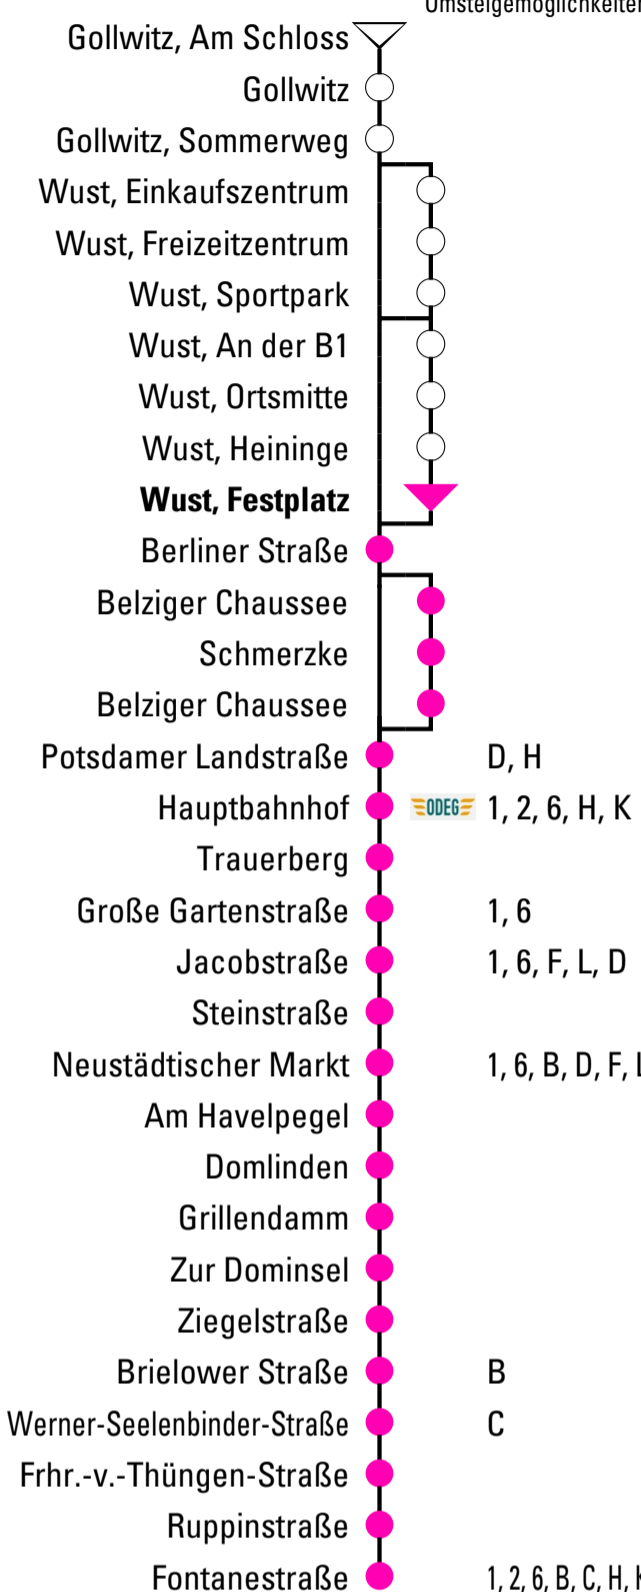 Umsteigemöglichkeiten
Gollwitz, Am Schloss
Gollwitz
Gollwitz, Sommerweg
Wust, Einkaufszentrum
Wust, Freizeitzentrum
Wust, Sportpark
Wust, An der B1
Wust, Ortsmitte
Wust, Heininge
Wust, Festplatz
Berliner Straße
Belziger Chaussee
Schmerzke
Belziger Chaussee
Potsdamer Landstraße D, H
Hauptbahnhof ODEG 1, 2, 6, H, K
Trauerberg
Große Gartenstraße 1, 6
Jacobstraße 1, 6, F, L, D
Steinstraße
Neustädtischer Markt 1, 6, B, D, F, L
Am Havelpegel
Domlinden
Grillendamm
Zur Dominsel
Ziegelstraße
Brielower Straße B
Werner-Seelenbinder-Straße C
Frhr.-v.-Thüngen-Straße
Ruppinstraße
Fontanestraße 1, 2, 6, B, C, H,